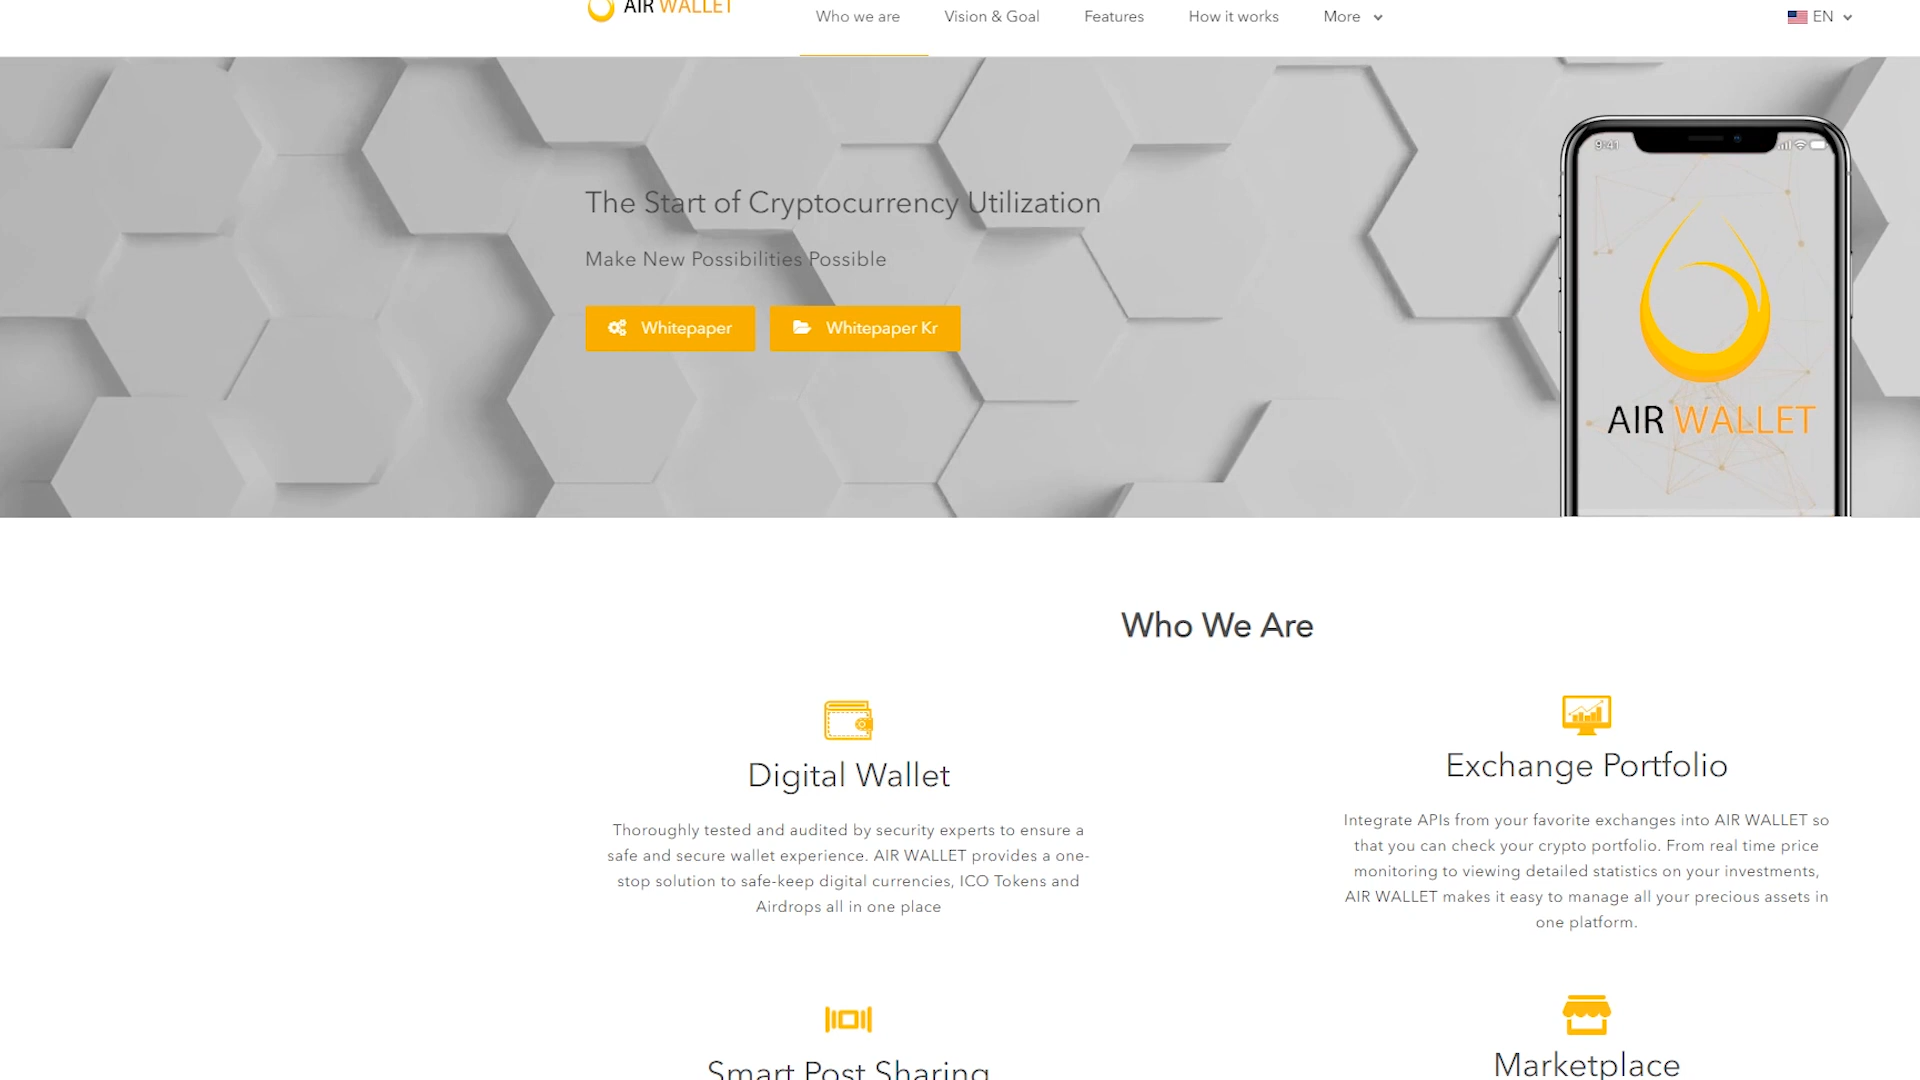 AIR WALLET
Who we are
Vision & Goal
Features
How it works
More
EN
9:41
The Start of Cryptocurrency Utilization
Make New Possibilities Possible
Whitepaper
Whitepaper Kr
AIR WALLET
Who We Are
Digital Wallet
Thoroughly tested and audited by security experts to ensure a
safe and secure wallet experience. AIR WALLET provides a one-
stop solution to safe-keep digital currencies, ICO Tokens and
Airdrops all in one place
Exchange Portfolio
Integrate APIs from your favorite exchanges into AIR WALLET so
that you can check your crypto portfolio. From real time price
monitoring to viewing detailed statistics on your investments,
AIR WALLET makes it easy to manage all your precious assets in
one platform.
Smart Post Sharing
Marketplace